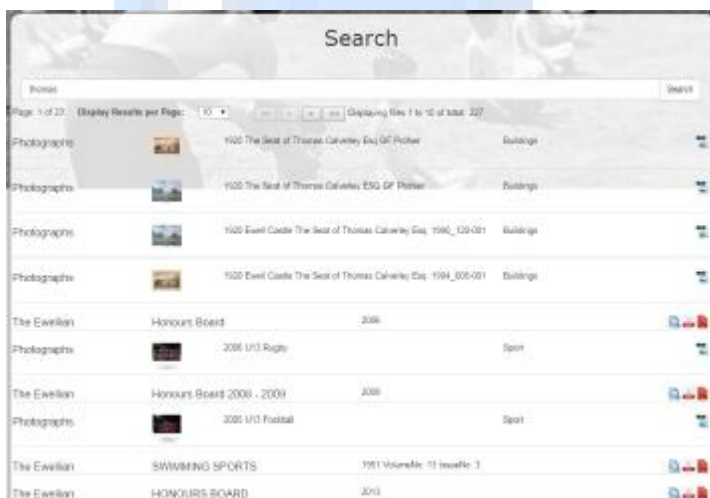 Search
thomas Search
Page: 1 of 23 Display Results per Page: 10 Displaying files 1 to 10 of total: 227
Photographs 1920 The Seat of Thomas Calverley Esq GF Prosser Buildings
Photographs 1920 The Seat of Thomas Calverley ESQ GF Prosser Buildings
Photographs 1920 Ewell Castle The Seat of Thomas Calverley Esq. Buildings
Photographs 1920 Ewell Castle The Seat of Thomas Calverley Esq. Buildings
The Ewellian Honours Board 2006
Photographs 2006 U13 Rugby Sport
The Ewellian Honours Board 2008 - 2009 2009
Photographs 2005 U13 Football Sport
The Ewellian SWIMMING SPORTS 1951 VolumeNo. IssueNo. 3
The Ewellian HONOURS BOARD 2013